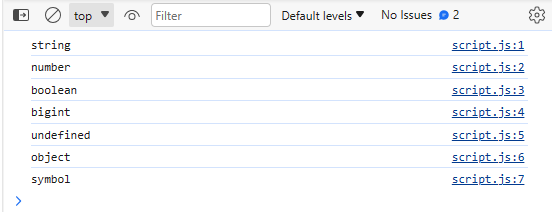 top Filter Default levels No Issues 2
string script.js:1
number script.js:2
boolean script.js:3
bigint script.js:4
undefined script.js:5
object script.js:6
symbol script.js:7